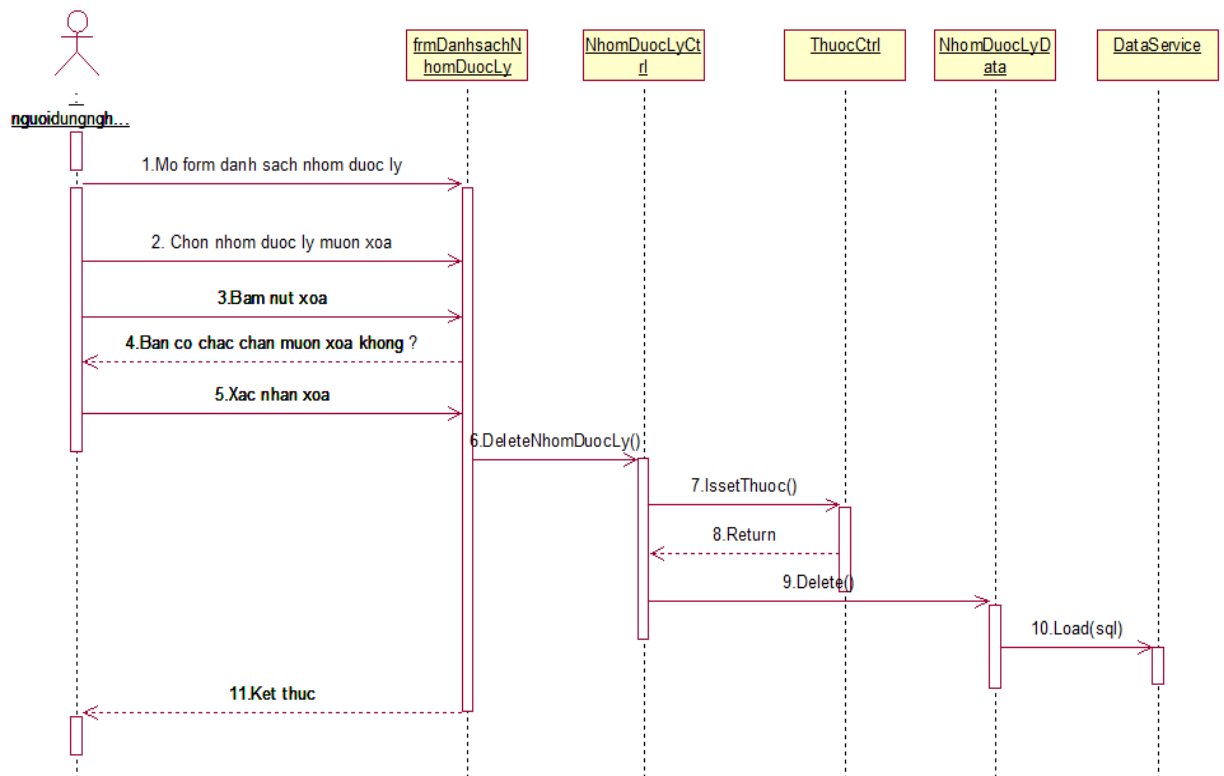 frmDanhsachN
homDuocLy
NhomDuocLyCt
rl
ThuocCtrl
NhomDuocLyD
ata
DataService
:
nguoidungngh...
1.Mo form danh sach nhom duoc ly
2. Chon nhom duoc ly muon xoa
3.Bam nut xoa
4.Ban co chac chan muon xoa khong ?
5.Xac nhan xoa
6.DeleteNhomDuocLy()
7.IssetThuoc()
8.Return
9.Delete()
10.Load(sql)
11.Ket thuc